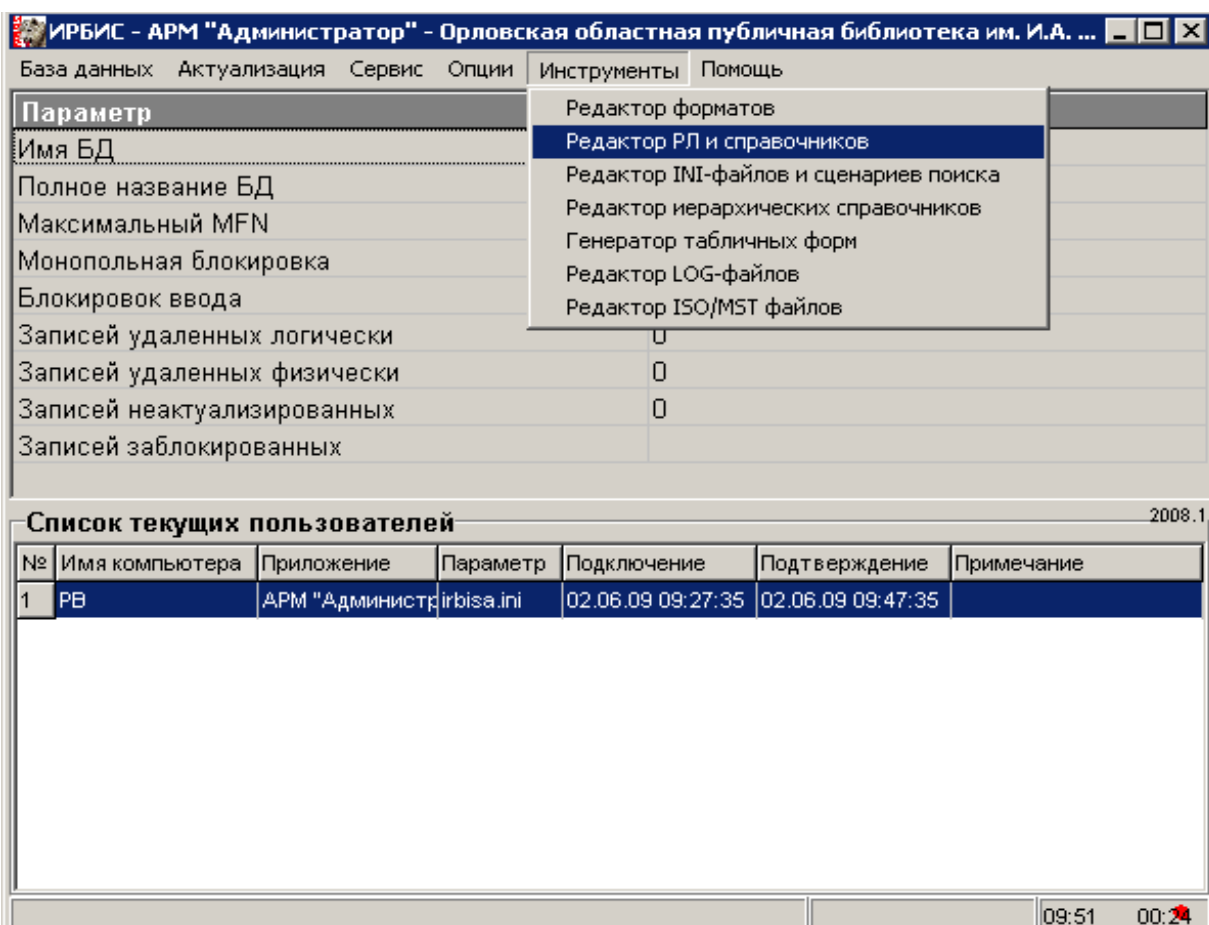 ИРБИС - АРМ "Администратор" - Орловская областная публичная библиотека им. И.А. ...
База данных Актуализация Сервис Опции Инструменты Помощь
Параметр
Имя БД
Полное название БД
Максимальный MFN
Монопольная блокировка
Блокировок ввода
Записей удаленных логически 0
Записей удаленных физически 0
Записей неактуализированных 0
Записей заблокированных
Редактор форматов
Редактор РЛ и справочников
Редактор INI-файлов и сценариев поиска
Редактор иерархических справочников
Генератор табличных форм
Редактор LOG-файлов
Редактор ISO/MST файлов
Список текущих пользователей 2008.1
№ Имя компьютера Приложение Параметр Подключение Подтверждение Примечание
1 РВ АРМ "Администр irbisa.ini 02.06.09 09:27:35 02.06.09 09:47:35
09:51 00:24